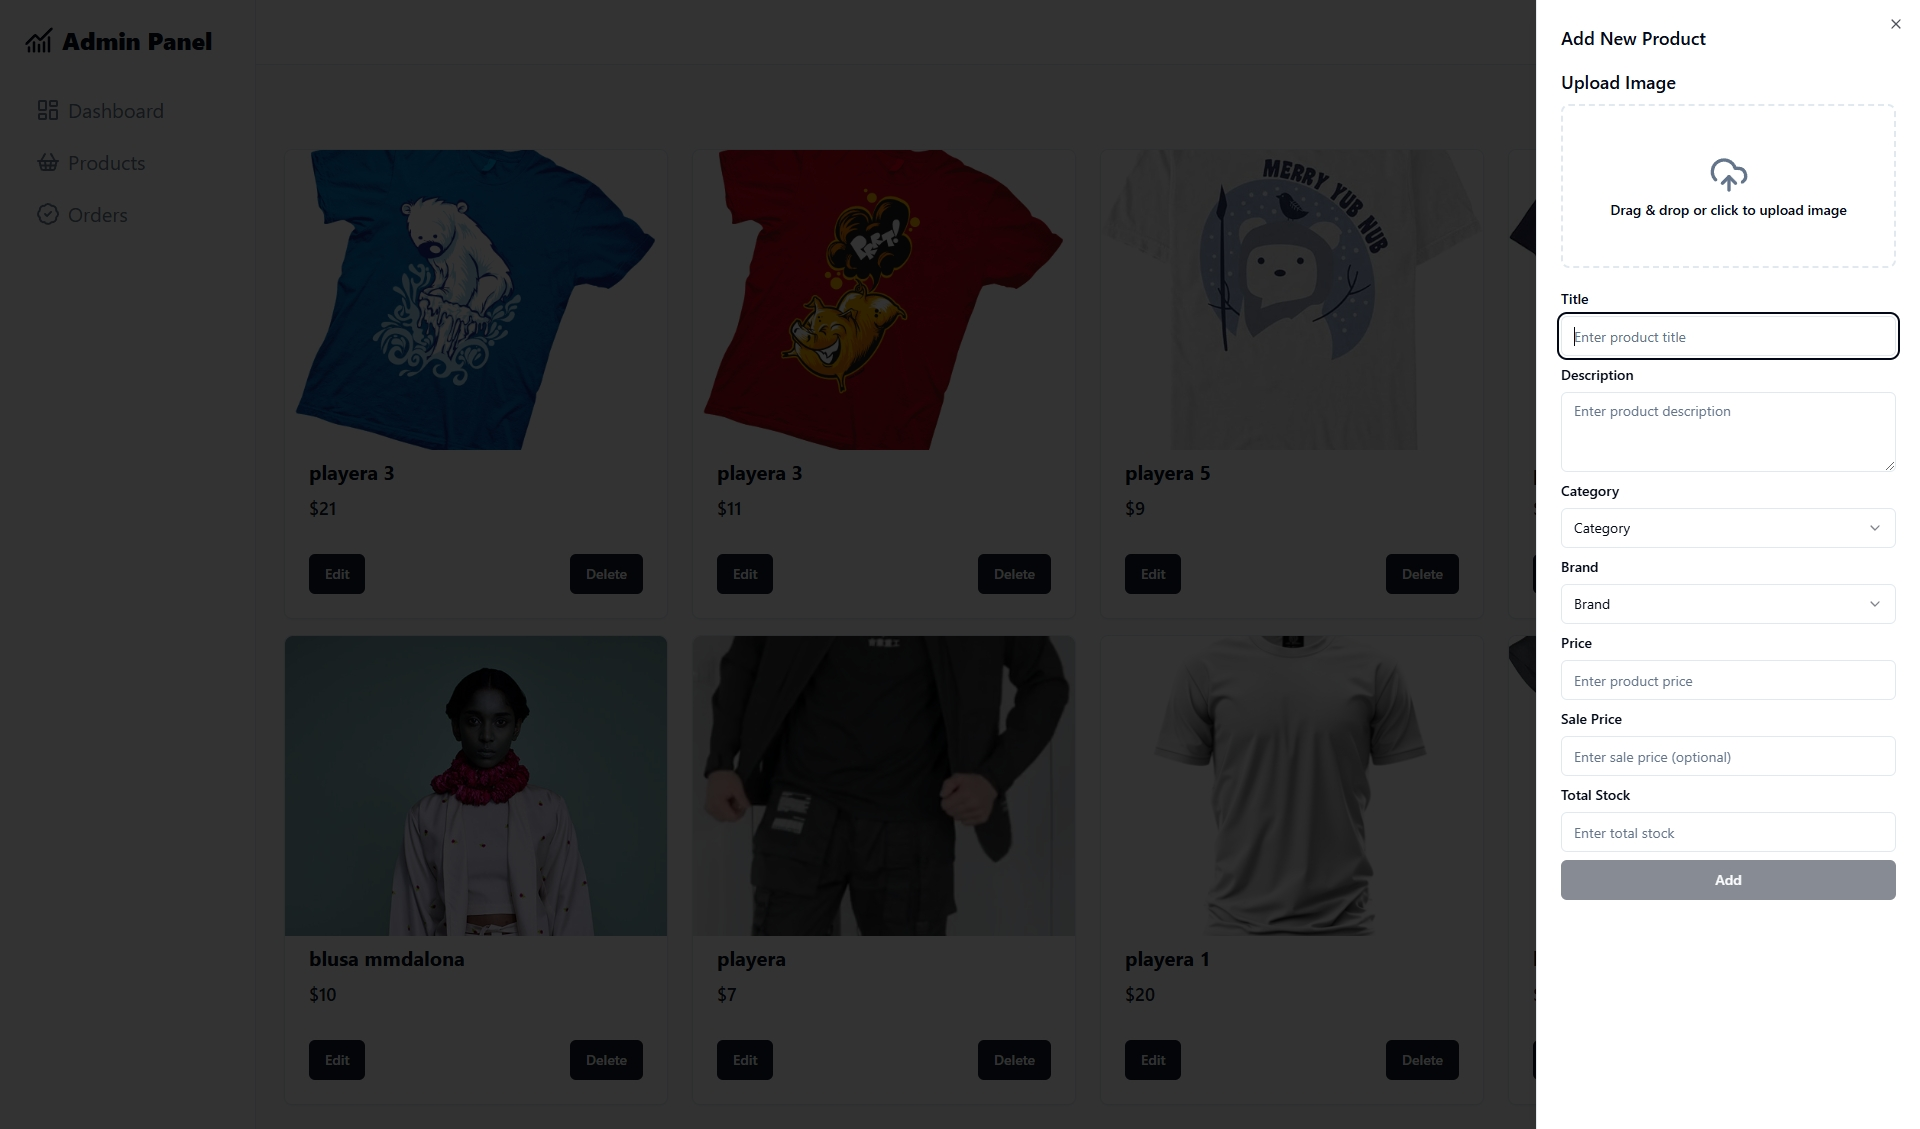 Admin Panel
Dashboard
Products
Orders
MERRY YUB NUB
playera 3
$21
Edit
Delete
playera 3
$11
Edit
Delete
playera 5
$9
Edit
Delete
blusa mmdalona
$10
Edit
Delete
playera
$7
Edit
Delete
playera 1
$20
Edit
Delete
Add New Product
Upload Image
Drag & drop or click to upload image
Title
Enter product title
Description
Enter product description
Category
Category
Brand
Brand
Price
Enter product price
Sale Price
Enter sale price (optional)
Total Stock
Enter total stock
Add